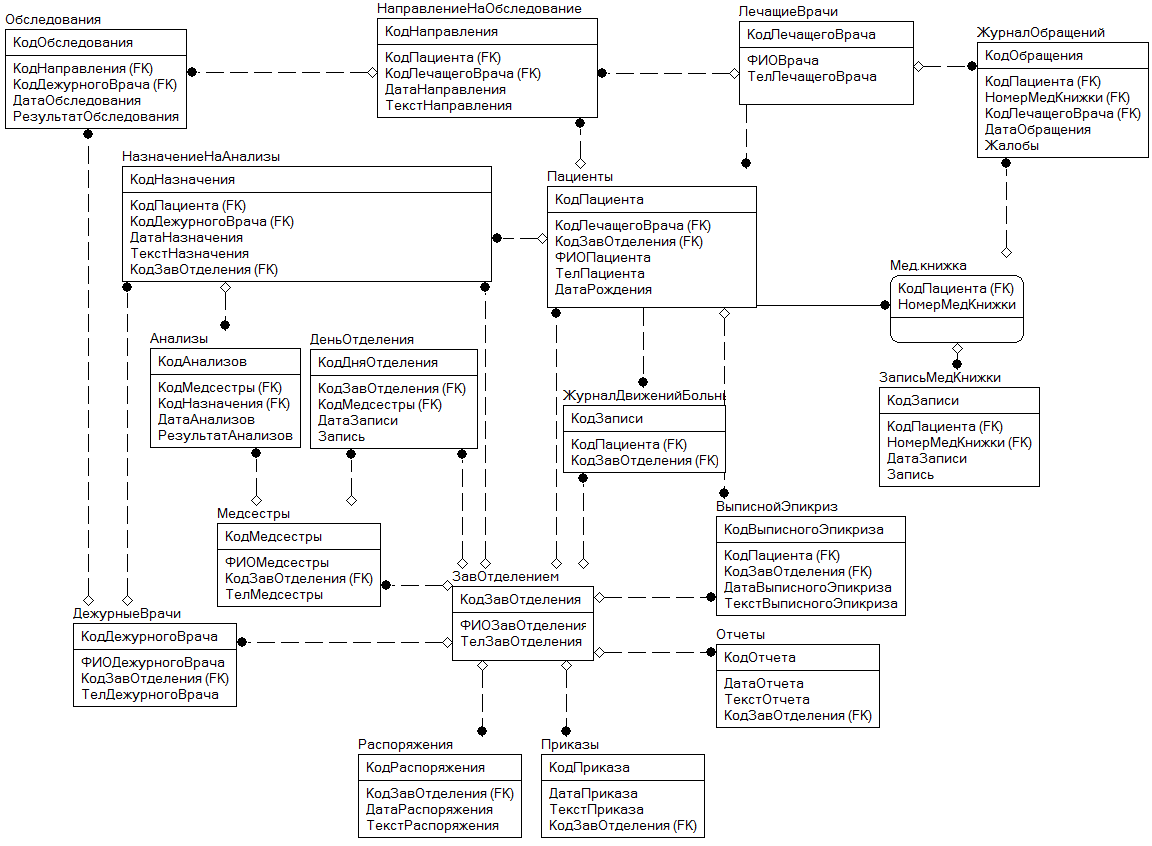 Обследования
КодОбследования
КодНаправления (FK)
КодДежурногоВрача (FK)
ДатаОбследования
РезультатОбследования
НаправлениеНаОбследование
КодНаправления
КодПациента (FK)
КодЛечащегоВрача (FK)
ДатаНаправления
ТекстНаправления
ЛечащиеВрачи
КодЛечащегоВрача
ФИОВрача
ТелЛечащегоВрача
ЖурналОбращений
КодОбращения
КодПациента (FK)
НомерМедКнижки (FK)
КодЛечащегоВрача (FK)
ДатаОбращения
Жалобы
НазначениеНаАнализы
КодНазначения
КодПациента (FK)
КодДежурногоВрача (FK)
ДатаНазначения
ТекстНазначения
КодЗавОтделения (FK)
Пациенты
КодПациента
КодЛечащегоВрача (FK)
КодЗавОтделения (FK)
ФИОПациента
ТелПациента
ДатаРождения
Мед.книжка
КодПациента (FK)
НомерМедКнижки
Анализы
КодАнализов
КодМедсестры (FK)
КодНазначения (FK)
ДатаАнализов
РезультатАнализов
ДеньОтделения
КодДняОтделения
КодЗавОтделения (FK)
КодМедсестры (FK)
ДатаЗаписи
Запись
ЖурналДвиженийБольн
КодЗаписи
КодПациента (FK)
КодЗавОтделения (FK)
ЗаписьМедКнижки
КодЗаписи
КодПациента (FK)
НомерМедКнижки (FK)
ДатаЗаписи
Запись
Медсестры
КодМедсестры
ФИОМедсестры
КодЗавОтделения (FK)
ТелМедсестры
ВыписнойЭпикриз
КодВыписногоЭпикриза
КодПациента (FK)
КодЗавОтделения (FK)
ДатаВыписногоЭпикриза
ТекстВыписногоЭпикриза
ЗавОтделением
КодЗавОтделения
ФИОЗавОтделения
ТелЗавОтделения
ДежурныеВрачи
КодДежурногоВрача
ФИОДежурногоВрача
КодЗавОтделения (FK)
ТелДежурногоВрача
Отчеты
КодОтчета
ДатаОтчета
ТекстОтчета
КодЗавОтделения (FK)
Распоряжения
КодРаспоряжения
КодЗавОтделения (FK)
ДатаРаспоряжения
ТекстРаспоряжения
Приказы
КодПриказа
ДатаПриказа
ТекстПриказа
КодЗавОтделения (FK)